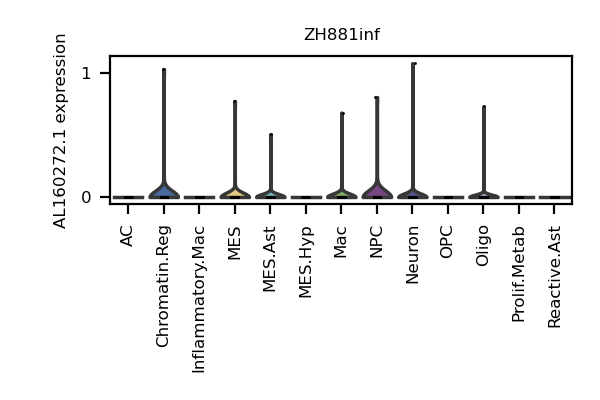 ZH881inf
AL160272.1 expression
1
0
AC
Chromatin.Reg
Inflammatory.Mac
MES
MES.Ast
MES.Hyp
Mac
NPC
Neuron
OPC
Oligo
Prolif.Metab
Reactive.Ast